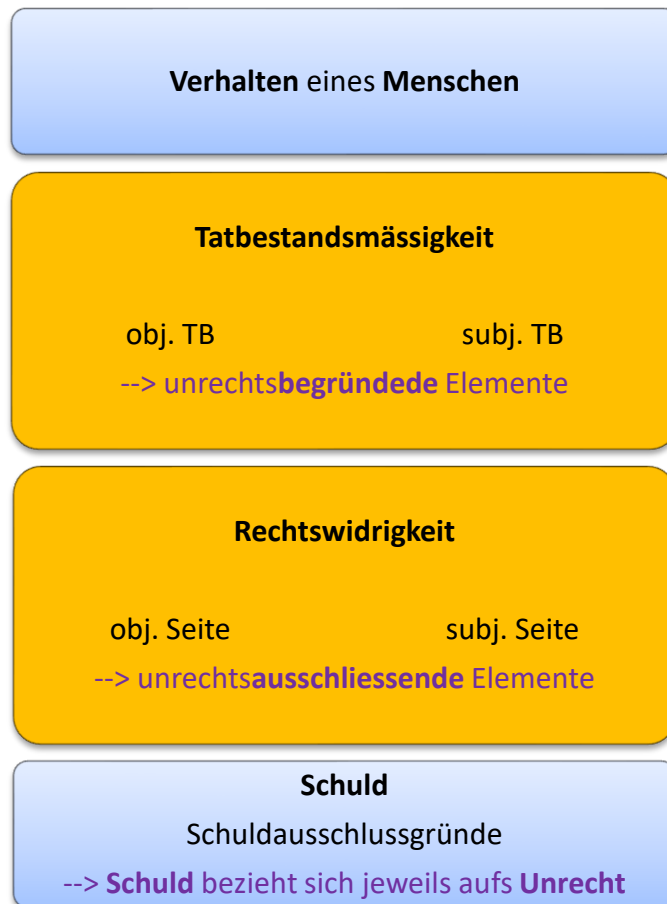 Verhalten eines Menschen
Tatbestandsmässigkeit
obj. TB subj. TB
--> unrechtsbegründede Elemente
Rechtswidrigkeit
obj. Seite subj. Seite
--> unrechtsausschliessende Elemente
Schuld
Schuldausschlussgründe
--> Schuld bezieht sich jeweils aufs Unrecht